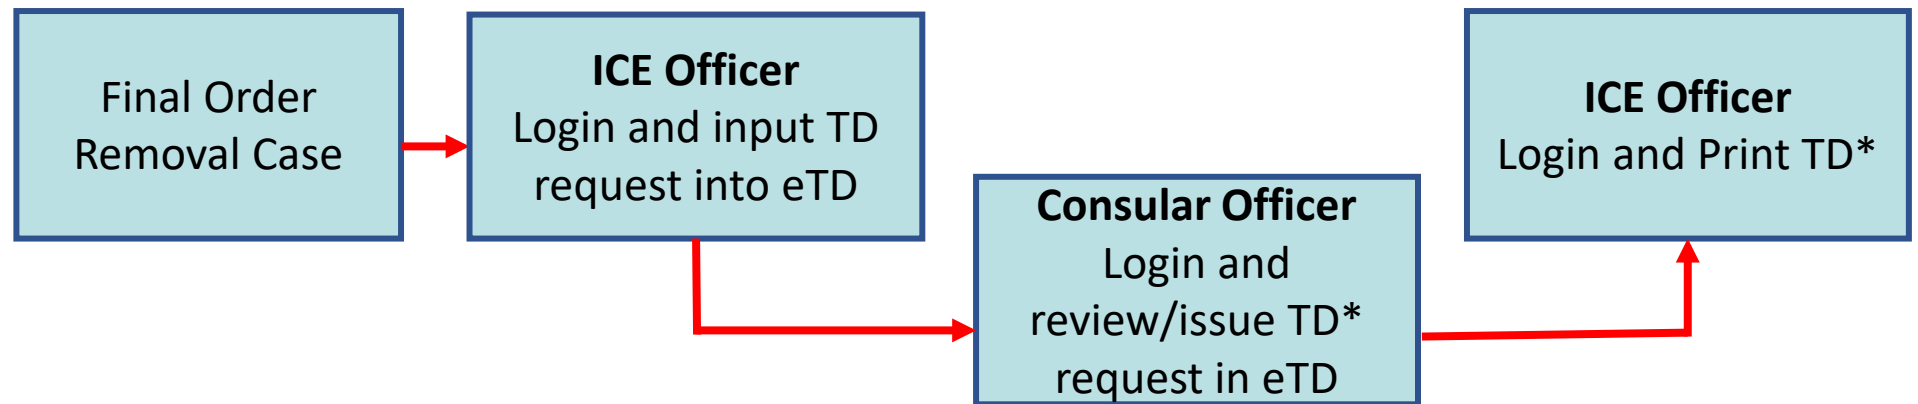 Final Order
Removal Case
ICE Officer
Login and input TD
request into eTD
Consular Officer
Login and
review/issue TD*
request in eTD
ICE Officer
Login and Print TD*